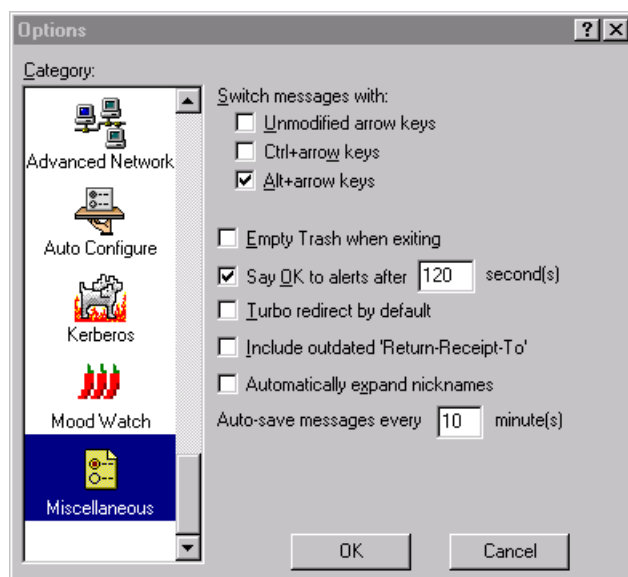 Options
Category:
Advanced Network
Auto Configure
Kerberos
Mood Watch
Miscellaneous
Switch messages with:
Unmodified arrow keys
Ctrl+arrow keys
Alt+arrow keys
Empty Trash when exiting
Say OK to alerts after 120 second(s)
Turbo redirect by default
Include outdated 'Return-Receipt-To'
Automatically expand nicknames
Auto-save messages every 10 minute(s)
OK Cancel